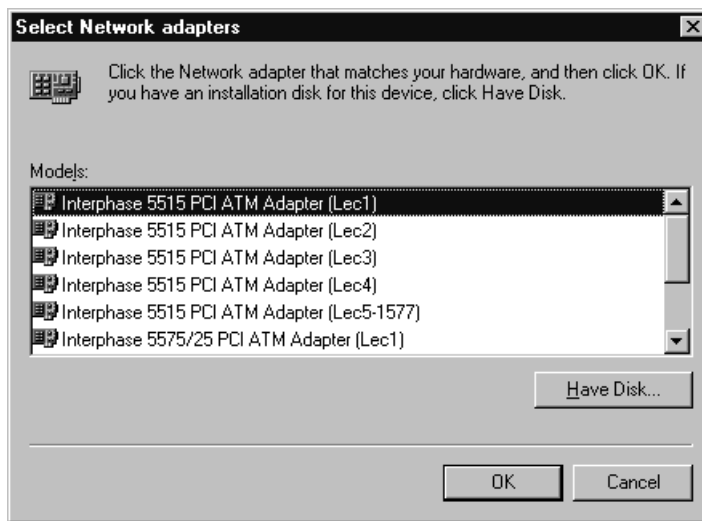 Select Network adapters
Click the Network adapter that matches your hardware, and then click OK. If
you have an installation disk for this device, click Have Disk.
Models:
Interphase 5515 PCI ATM Adapter (Lec1)
Interphase 5515 PCI ATM Adapter (Lec2)
Interphase 5515 PCI ATM Adapter (Lec3)
Interphase 5515 PCI ATM Adapter (Lec4)
Interphase 5515 PCI ATM Adapter (Lec5-1577)
Interphase 5575/25 PCI ATM Adapter (Lec1)
Have Disk...
OK
Cancel